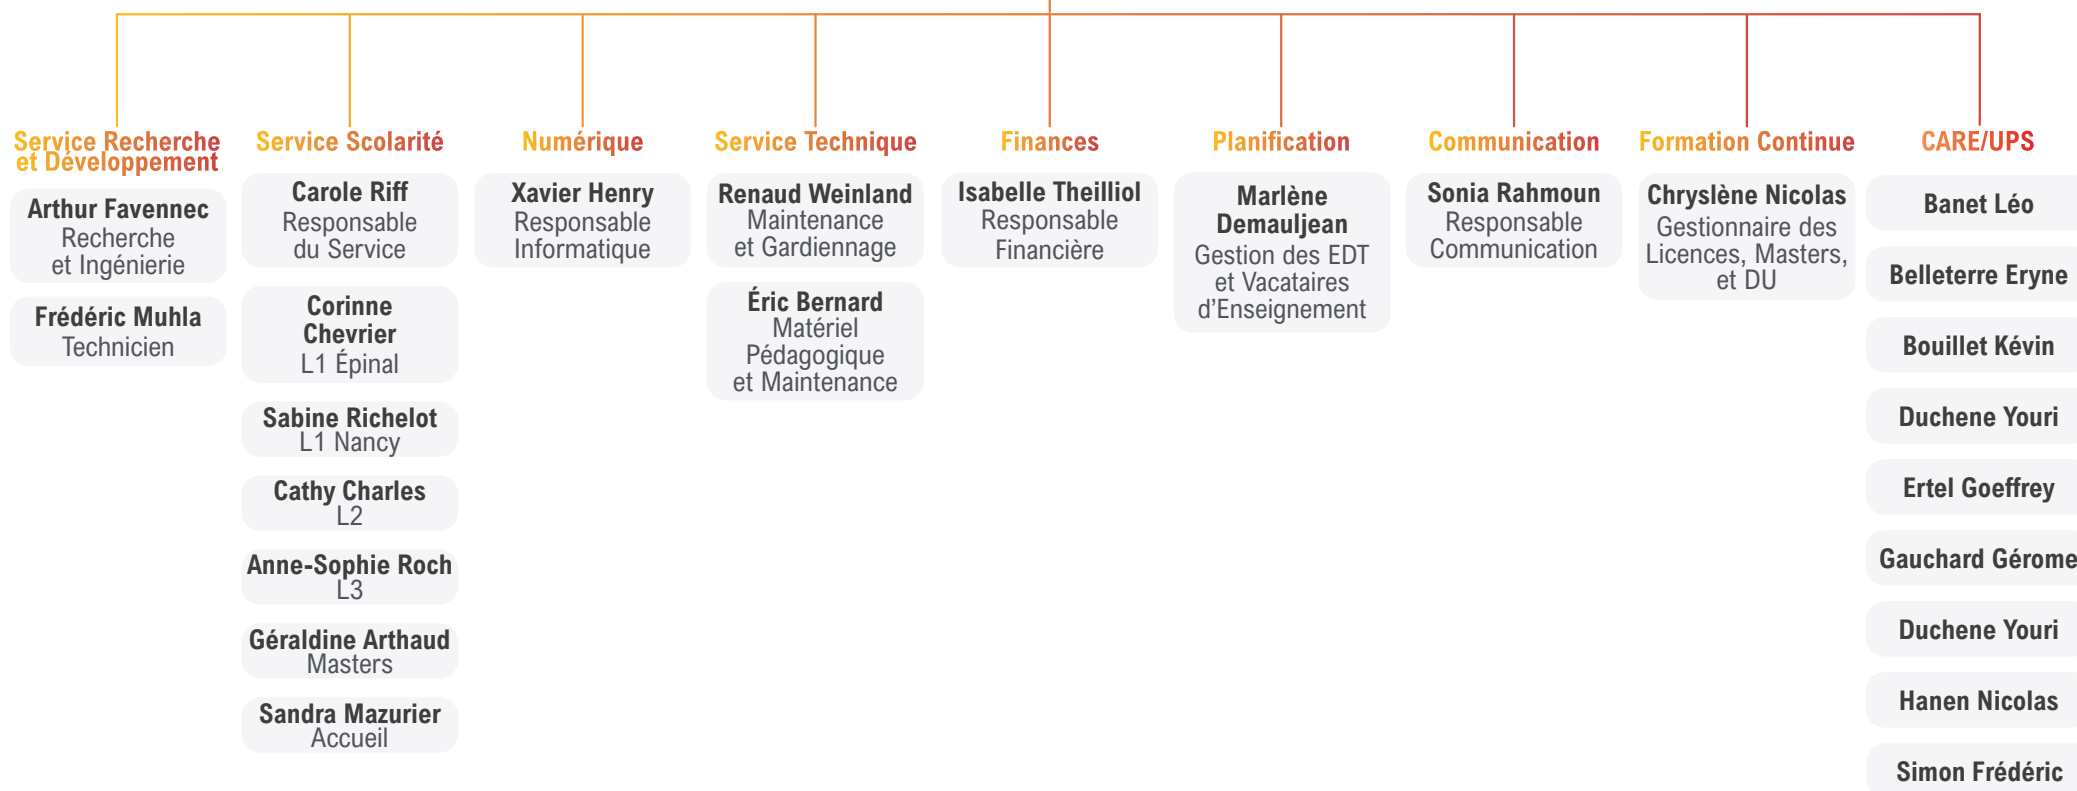 Service Recherche
et Développement
Arthur Favennec
Recherche
et Ingénierie
Frédéric Muhla
Technicien
Service Scolarité
Carole Riff
Responsable
du Service
Corinne
Chevrier
L1 Épinal
Sabine Richelot
L1 Nancy
Cathy Charles
L2
Anne-Sophie Roch
L3
Géraldine Arthaud
Masters
Sandra Mazurier
Accueil
Numérique
Xavier Henry
Responsable
Informatique
Service Technique
Renaud Weinland
Maintenance
et Gardiennage
Éric Bernard
Matériel
Pédagogique
et Maintenance
Finances
Isabelle Theilliol
Responsable
Financière
Planification
Marlène
Demauljean
Gestion des EDT
et Vacataires
d’Enseignement
Communication
Sonia Rahmoun
Responsable
Communication
Formation Continue
Chryslène Nicolas
Gestionnaire des
Licences, Masters,
et DU
CARE/UPS
Banet Léo
Belleterre Eryne
Bouillet Kévin
Duchene Youri
Ertel Goeffrey
Gauchard Gérome
Duchene Youri
Hanen Nicolas
Simon Frédéric